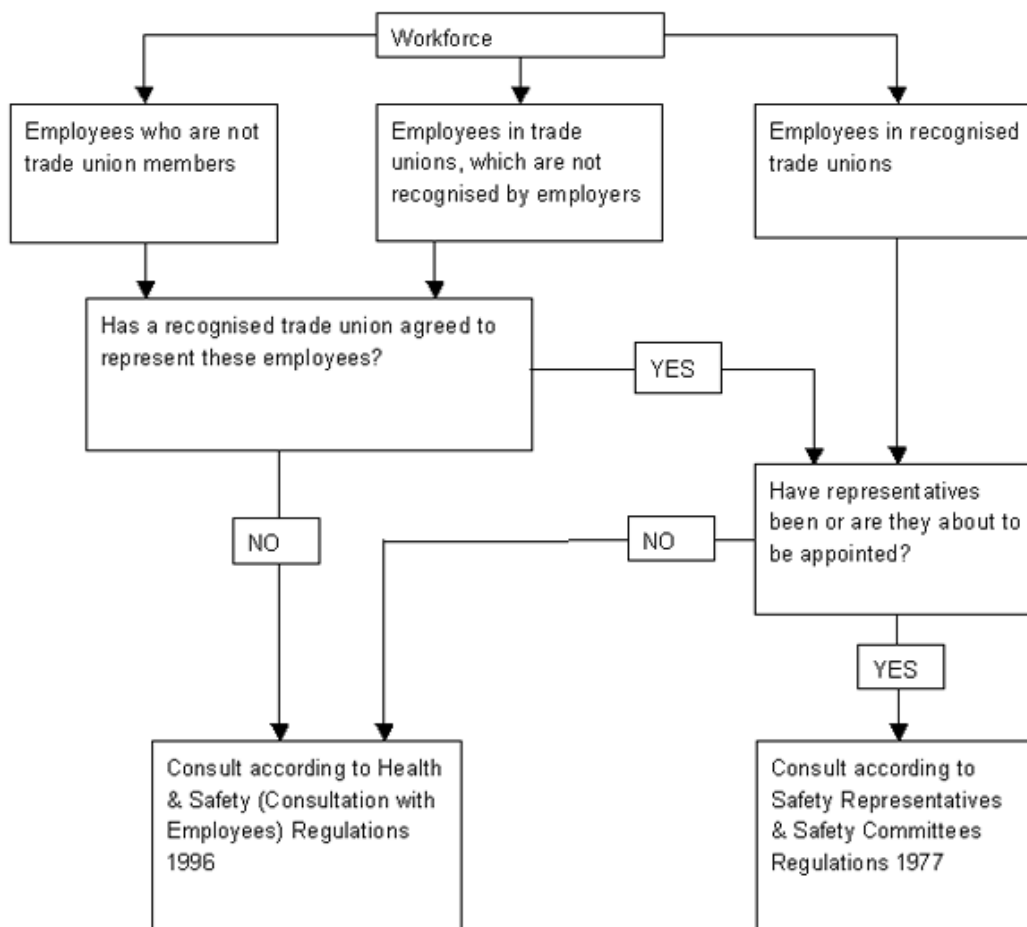 Workforce
Employees who are not
trade union members
Employees in trade
unions, which are not
recognised by employers
Employees in recognised
trade unions
Has a recognised trade union agreed to
represent these employees?
YES
Have representatives
been or are they about to
be appointed?
NO
NO
YES
Consult according to Health
& Safety (Consultation with
Employees) Regulations
1996
Consult according to
Safety Representatives
& Safety Committees
Regulations 1977